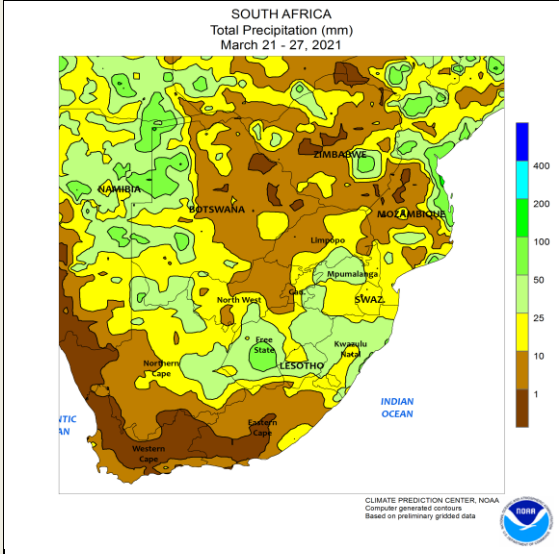 SOUTH AFRICA
Total Precipitation (mm)
March 21 - 27, 2021
ZIMBABWE
NAMIBIA
BOTSWANA
MOZAMBIQUE
Limpopo
Mpumalanga
Gau.
North West
SWAZ.
Free
State
Kwazulu
Natal
Northern
Cape
LESOTHO
Eastern
Cape
Western
Cape
NTIC
AN
INDIAN
OCEAN
400
200
100
50
25
10
1
CLIMATE PREDICTION CENTER, NOAA
Computer generated contours
Based on preliminary gridded data
NOAA